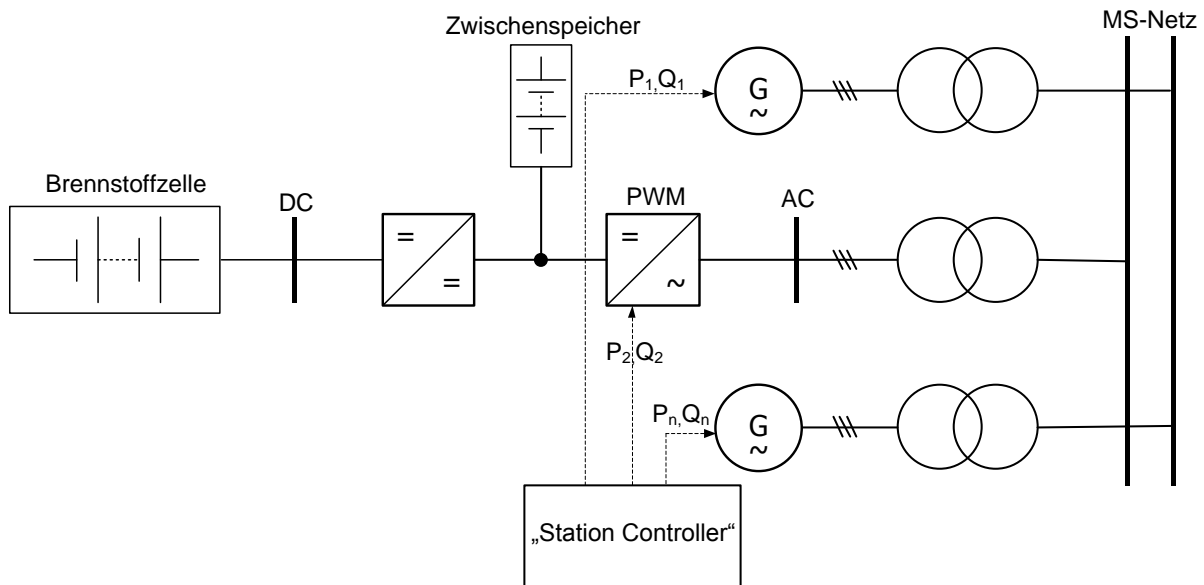 MS-Netz
Zwischenspeicher
P1,Q1
G
~
Brennstoffzelle
DC
=
=
PWM
=
~
AC
P2,Q2
Pn,Qn
G
~
„Station Controller“